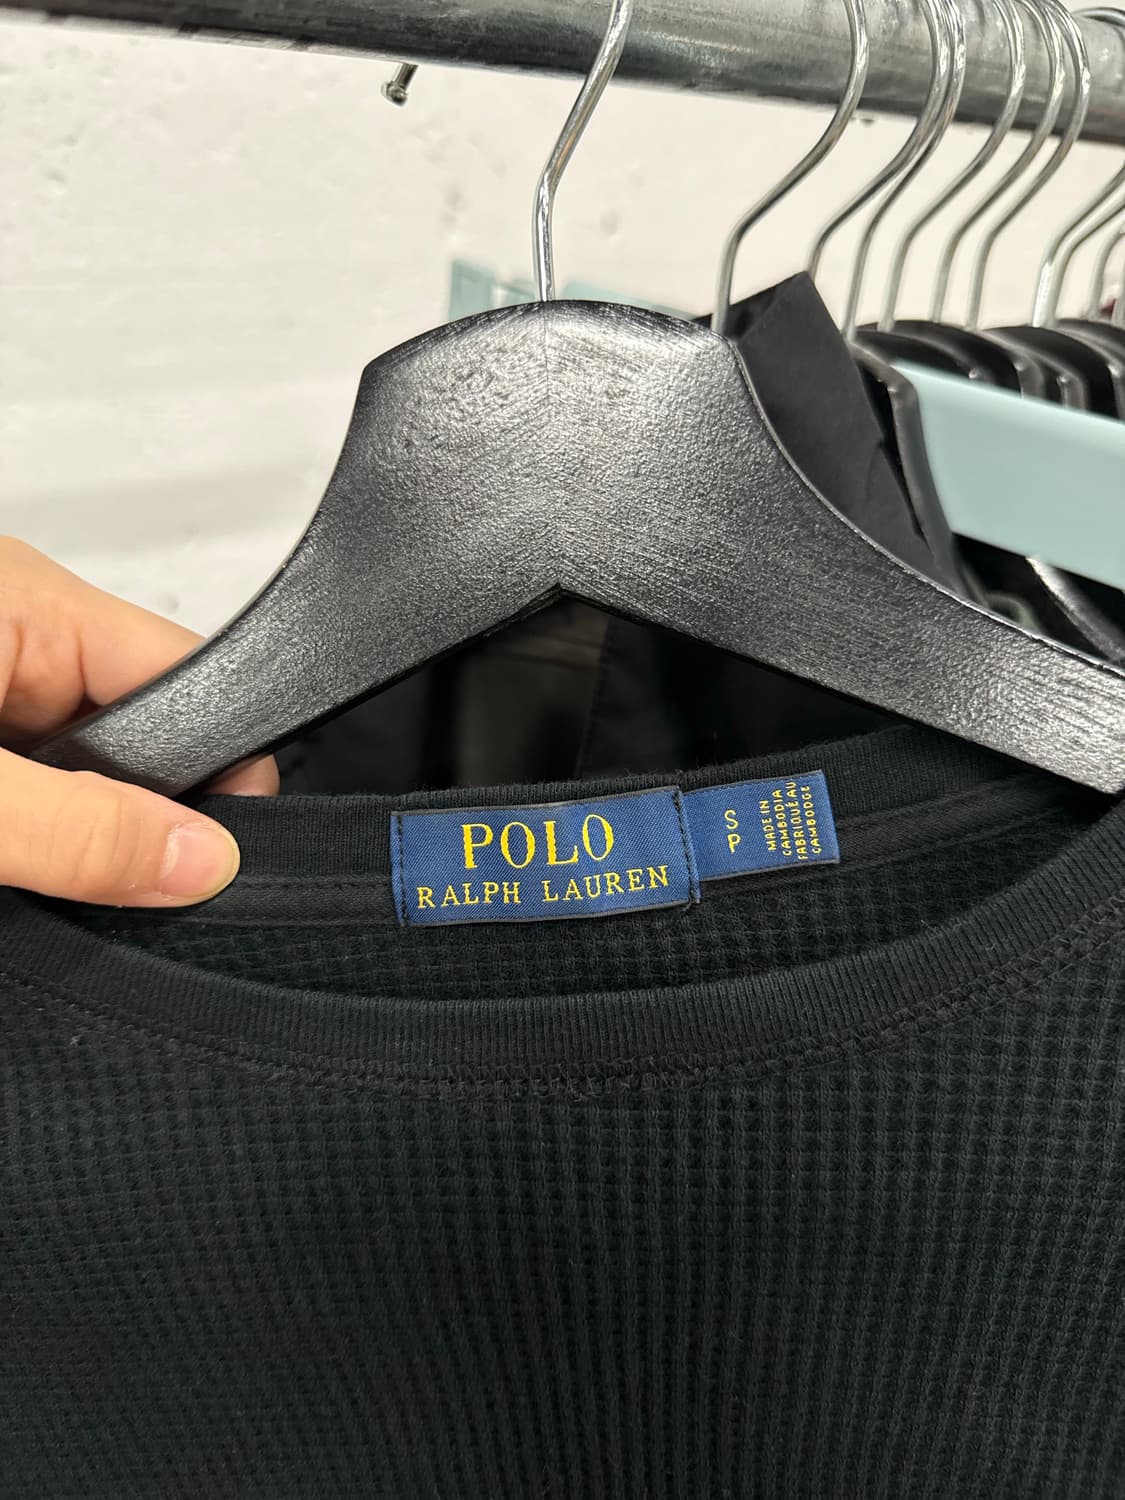 POLO
RALPH LAUREN
S
P
MADE IN
CAMBODIA
FABRIQUÉ AU
CAMBODGE